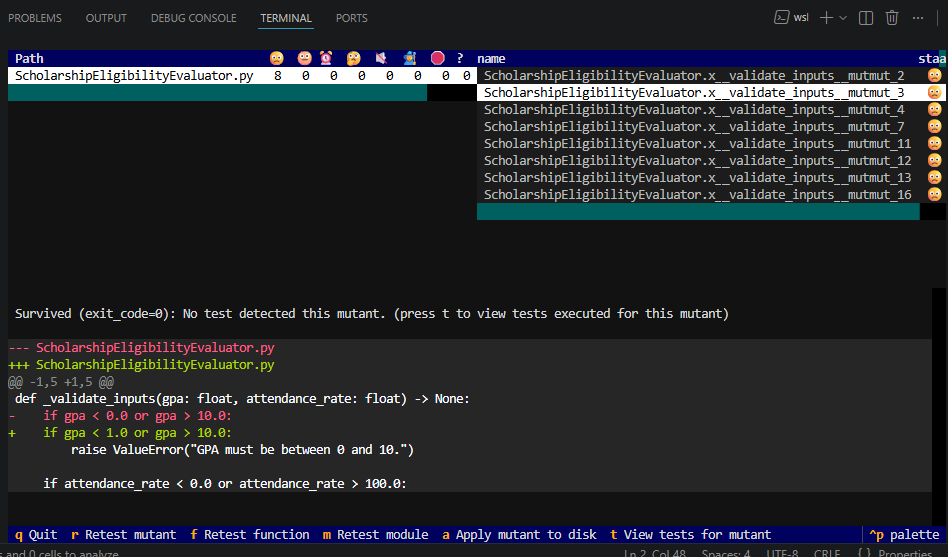 PROBLEMS OUTPUT DEBUG CONSOLE TERMINAL PORTS wsl
Path ? name staa
ScholarshipEligibilityEvaluator.py 8 0 0 0 0 0 0 0 ScholarshipEligibilityEvaluator.x__validate_inputs__mutmut_2
ScholarshipEligibilityEvaluator.x__validate_inputs__mutmut_3
ScholarshipEligibilityEvaluator.x__validate_inputs__mutmut_4
ScholarshipEligibilityEvaluator.x__validate_inputs__mutmut_7
ScholarshipEligibilityEvaluator.x__validate_inputs__mutmut_11
ScholarshipEligibilityEvaluator.x__validate_inputs__mutmut_12
ScholarshipEligibilityEvaluator.x__validate_inputs__mutmut_13
ScholarshipEligibilityEvaluator.x__validate_inputs__mutmut_16
Survived (exit_code=0): No test detected this mutant. (press t to view tests executed for this mutant)
--- ScholarshipEligibilityEvaluator.py
+++ ScholarshipEligibilityEvaluator.py
@@ -1,5 +1,5 @@
def _validate_inputs(gpa: float, attendance_rate: float) -> None:
-    if gpa < 0.0 or gpa > 10.0:
+    if gpa < 1.0 or gpa > 10.0:
raise ValueError("GPA must be between 0 and 10.")
if attendance_rate < 0.0 or attendance_rate > 100.0:
q Quit r Retest mutant f Retest function m Retest module a Apply mutant to disk t View tests for mutant ^p palette
s and 0 cells to analyze Ln 2, Col 48 Spaces: 4 UTF-8 CRLF { } Properties